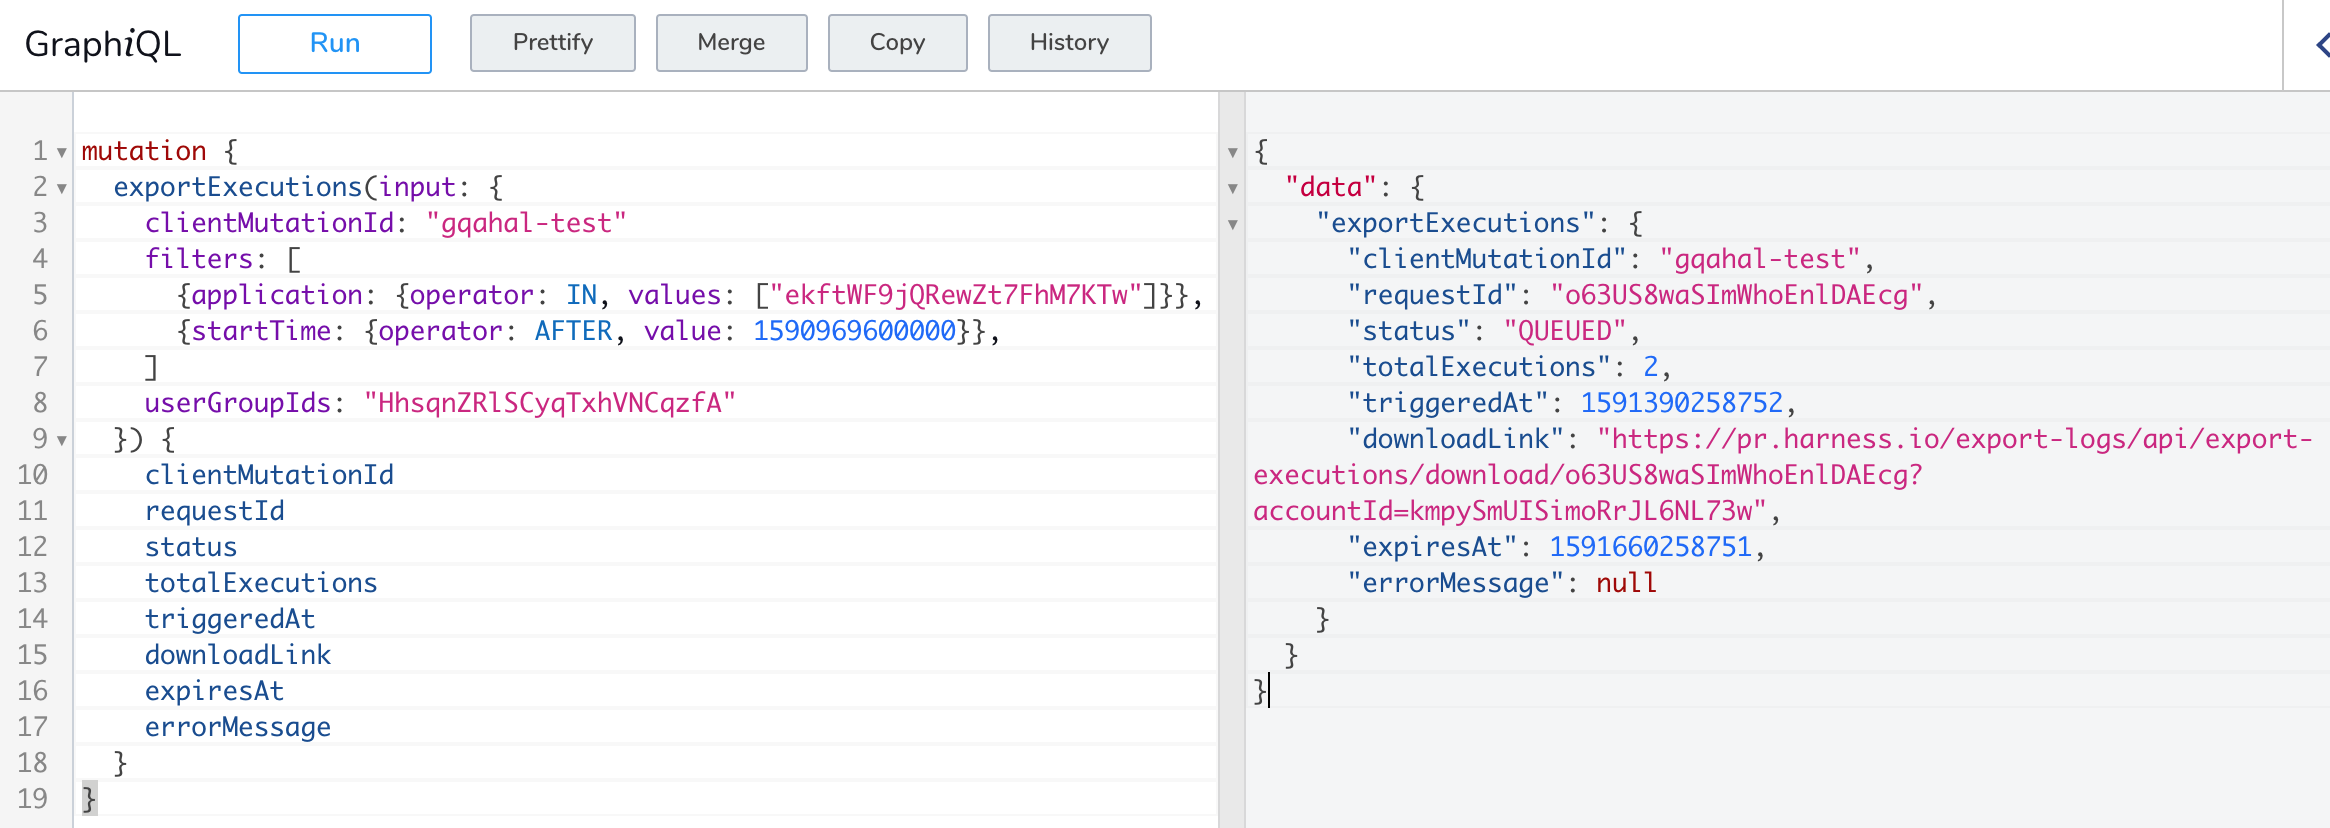 GraphiQL
Run
Prettify
Merge
Copy
History
1 mutation {
2   exportExecutions(input: {
3     clientMutationId: "gqahal-test"
4     filters: [
5       {application: {operator: IN, values: ["ekftWF9jQRewZt7FhM7KTw"]}},
6       {startTime: {operator: AFTER, value: 1590969600000}},
7     ]
8     userGroupIds: "HhsqnZRlSCyqTxhVNCqzfA"
9   }) {
10     clientMutationId
11     requestId
12     status
13     totalExecutions
14     triggeredAt
15     downloadLink
16     expiresAt
17     errorMessage
18   }
19 }
{
  "data": {
    "exportExecutions": {
      "clientMutationId": "gqahal-test",
      "requestId": "o63US8waSImWhoEnlDAEcg",
      "status": "QUEUED",
      "totalExecutions": 2,
      "triggeredAt": 1591390258752,
      "downloadLink": "https://pr.harness.io/export-logs/api/export-
executions/download/o63US8waSImWhoEnlDAEcg?
accountId=kmpySmUISimoRrJL6NL73w",
      "expiresAt": 1591660258751,
      "errorMessage": null
    }
  }
}